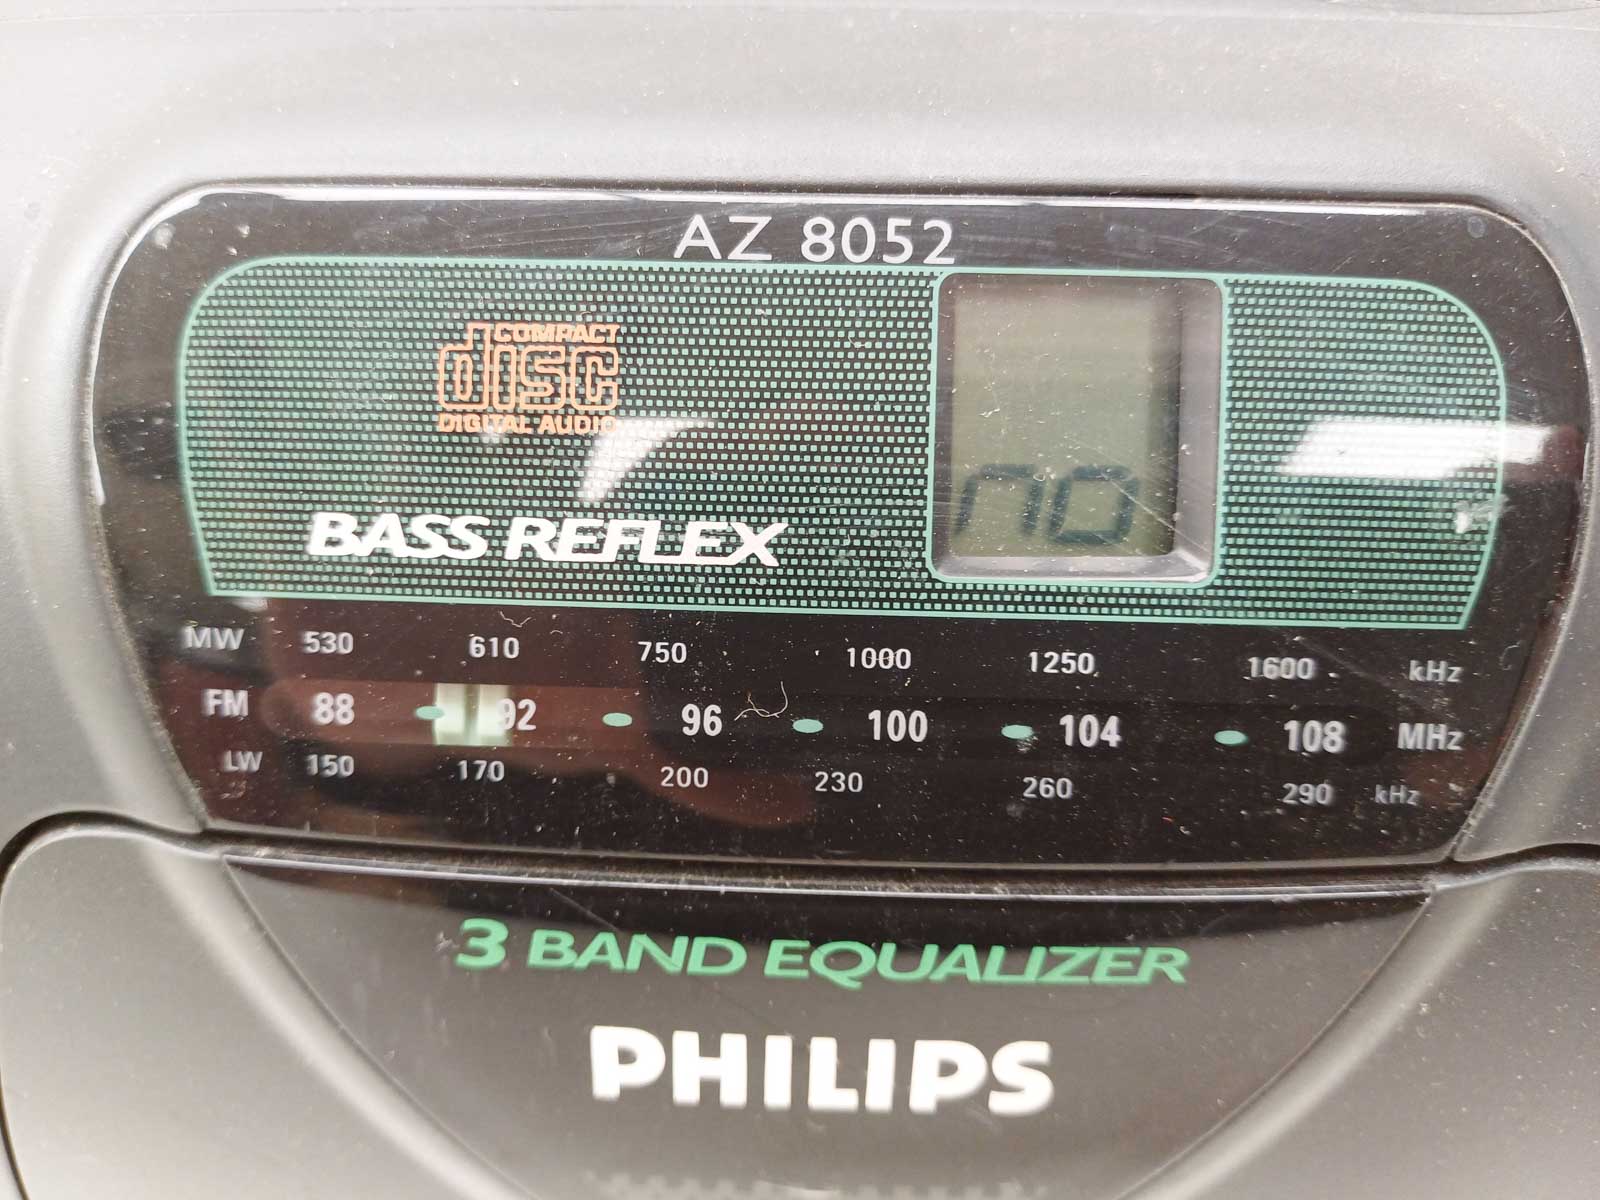 AZ 8052
COMPACT
disc
DIGITAL AUDIO
no
BASS REFLEX
MW 530 610 750 1000 1250 1600 kHz
FM 88 92 96 100 104 108 MHz
LW 150 170 200 230 260 290 kHz
3 BAND EQUALIZER
PHILIPS